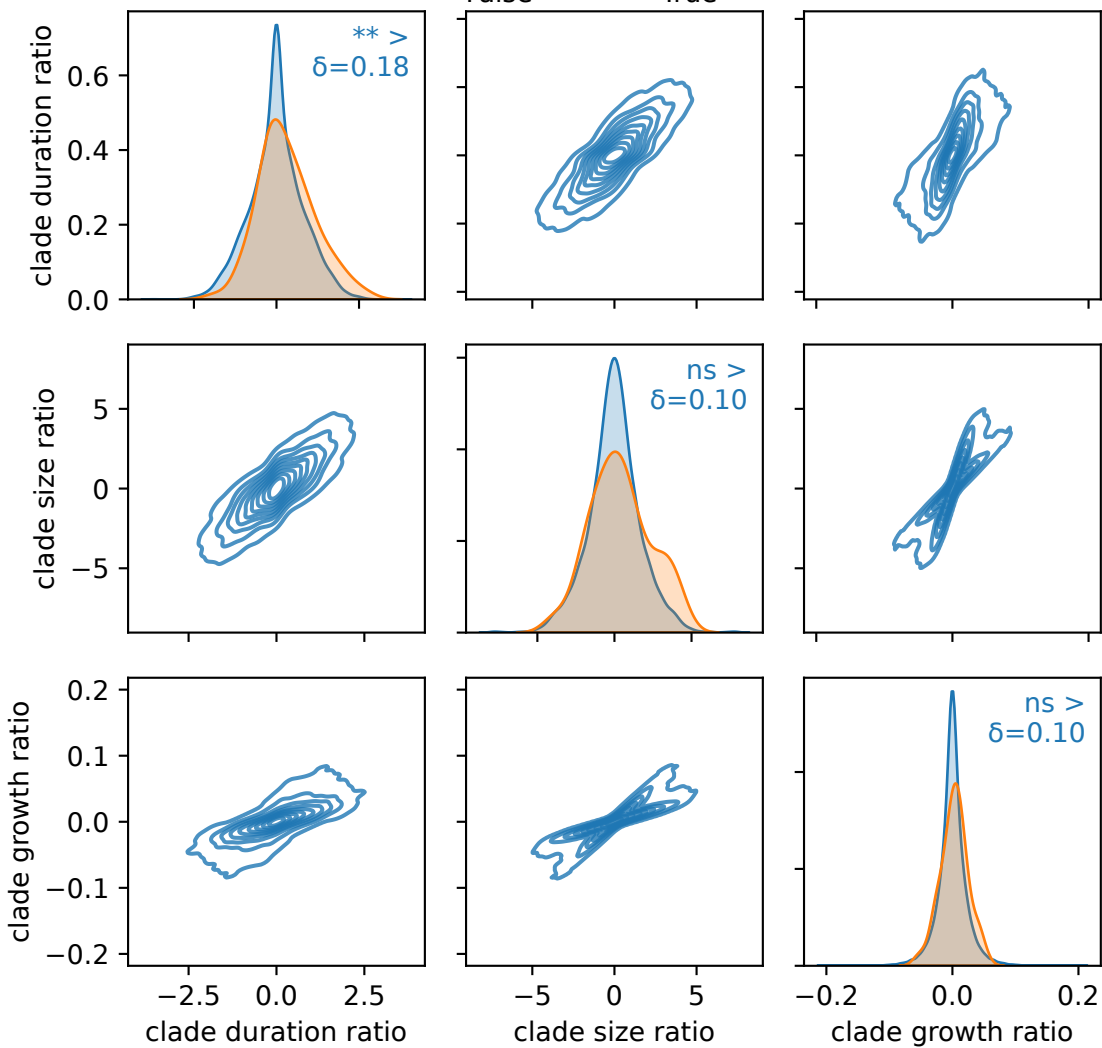 False True
clade duration ratio
0.6
0.4
0.2
0.0
** >
δ=0.18
clade size ratio
5
0
−5
ns >
δ=0.10
clade growth ratio
0.2
0.1
0.0
−0.1
−0.2
ns >
δ=0.10
−2.5 0.0 2.5
−5 0 5
−0.2 0.0 0.2
clade duration ratio
clade size ratio
clade growth ratio